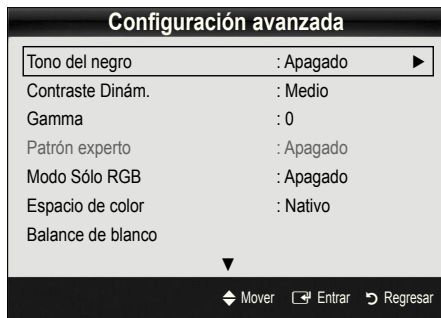 Configuración avanzada
Tono del negro : Apagado ►
Contraste Dinám. : Medio
Gamma : 0
Patrón experto : Apagado
Modo Sólo RGB : Apagado
Espacio de color : Nativo
Balance de blanco
▼
Mover Entrar Regresar